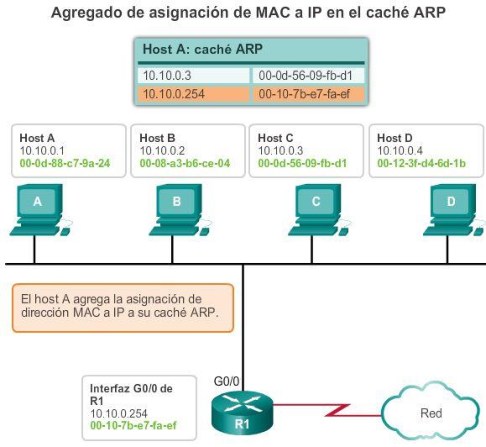 Agregado de asignación de MAC a IP en el caché ARP
Host A: caché ARP
10.10.0.3 00-0d-56-09-fb-d1
10.10.0.254 00-10-7b-e7-fa-ef
Host A
10.10.0.1
00-0d-88-c7-9a-24
Host B
10.10.0.2
00-08-a3-b6-ce-04
Host C
10.10.0.3
00-0d-56-09-fb-d1
Host D
10.10.0.4
00-12-3f-d4-6d-1b
A
B
C
D
El host A agrega la asignación de
dirección MAC a IP a su caché ARP.
G0/0
Interfaz G0/0 de
R1
10.10.0.254
00-10-7b-e7-fa-ef
R1
Red